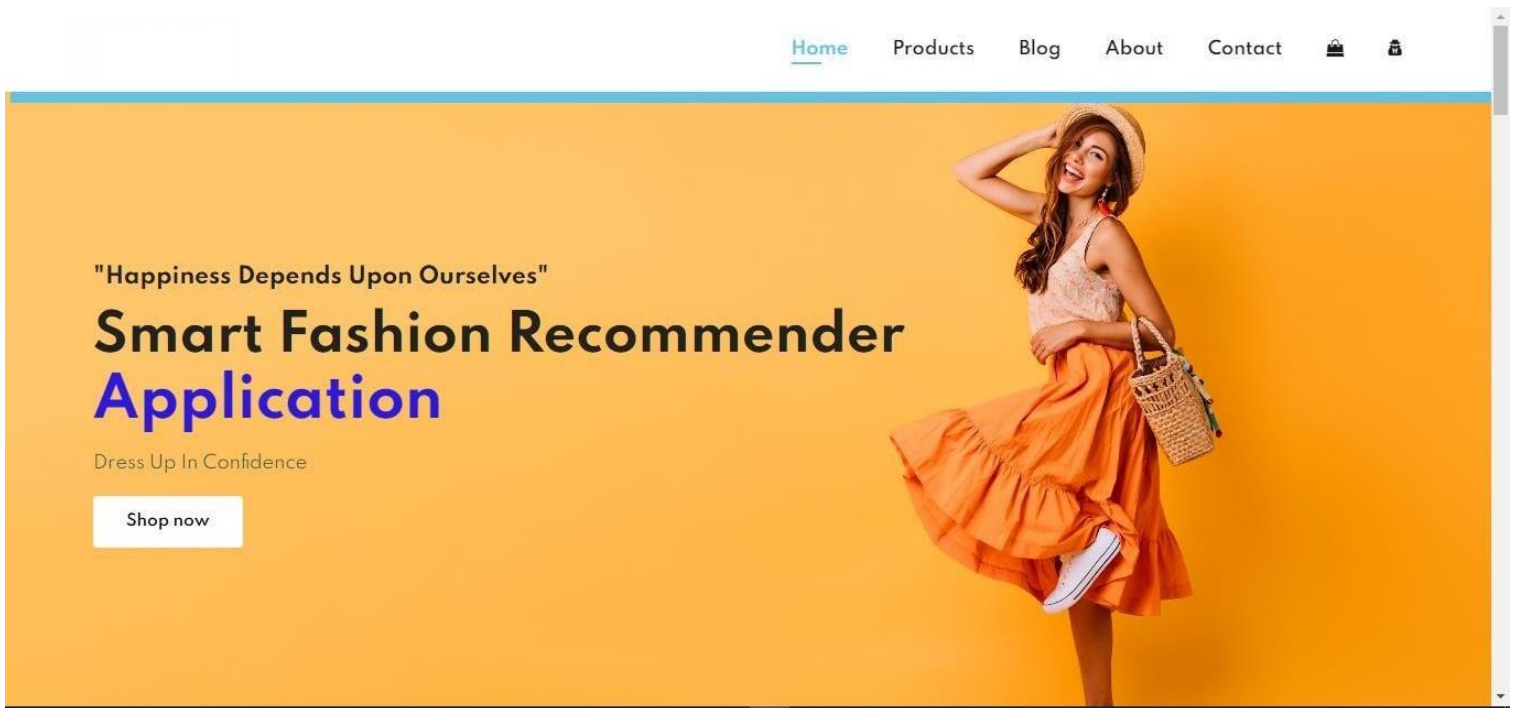 Home Products Blog About Contact
"Happiness Depends Upon Ourselves"
Smart Fashion Recommender
Application
Dress Up In Confidence
Shop now